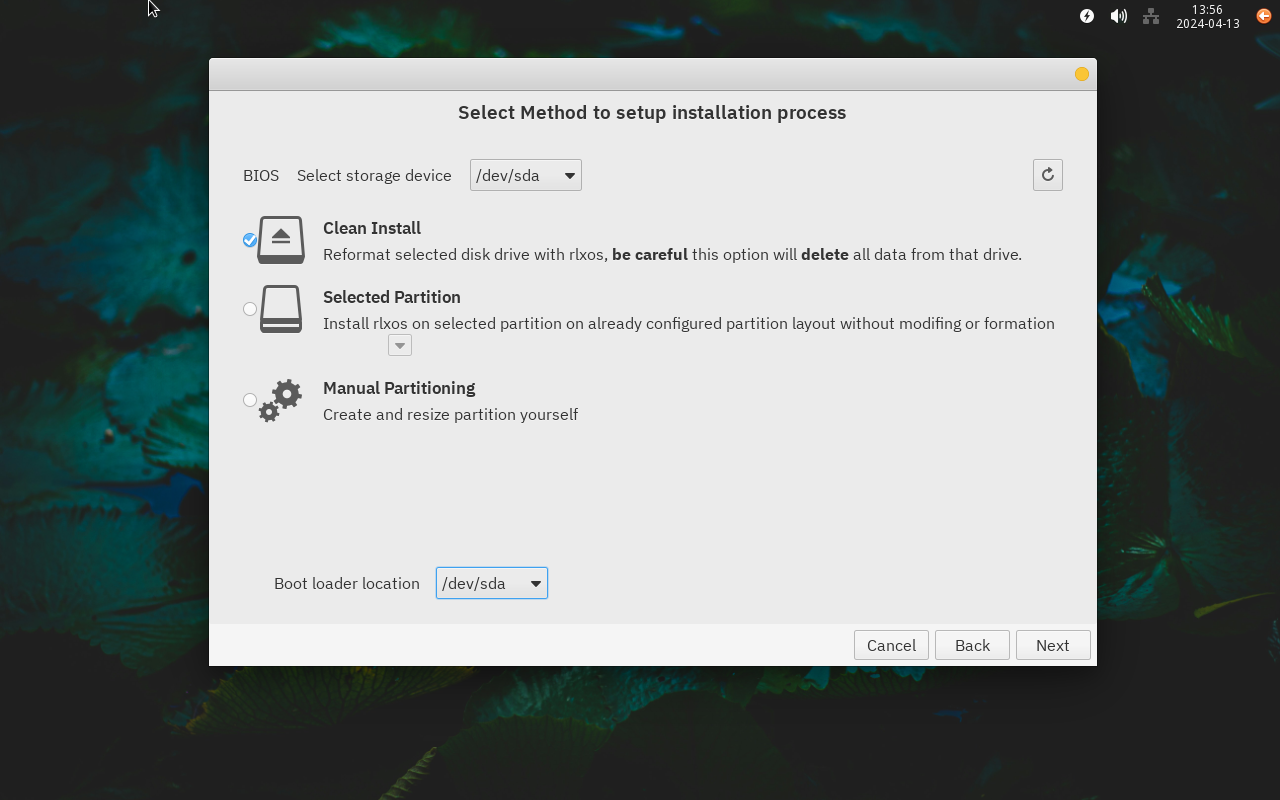 13:56
2024-04-13
Select Method to setup installation process
BIOS Select storage device /dev/sda
Clean Install
Reformat selected disk drive with rlxos, be careful this option will delete all data from that drive.
Selected Partition
Install rlxos on selected partition on already configured partition layout without modifing or formation
Manual Partitioning
Create and resize partition yourself
Boot loader location /dev/sda
Cancel Back Next